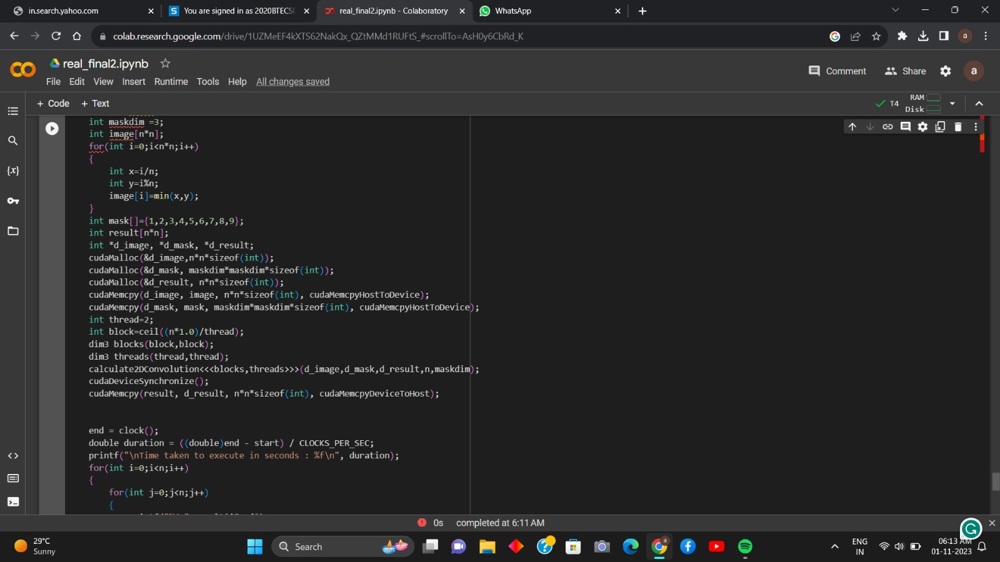 in.search.yahoo.com
You are signed in as 2020BTECS
real_final2.ipynb - Colaboratory
WhatsApp
colab.research.google.com/drive/1UZMeEF4kXTS62NakQx_QZtMMd1RUFtS_#scrollTo=AsH0y6CbRd_K
real_final2.ipynb
File Edit View Insert Runtime Tools Help All changes saved
Comment
Share
a
+ Code + Text
T4
RAM
Disk
int maskdim =3;
int image[n*n];
for(int i=0;i<n*n;i++)
{
int x=i/n;
int y=i%n;
image[i]=min(x,y);
}
int mask[]={1,2,3,4,5,6,7,8,9};
int result[n*n];
int *d_image, *d_mask, *d_result;
cudaMalloc(&d_image,n*n*sizeof(int));
cudaMalloc(&d_mask, maskdim*maskdim*sizeof(int));
cudaMalloc(&d_result, n*n*sizeof(int));
cudaMemcpy(d_image, image, n*n*sizeof(int), cudaMemcpyHostToDevice);
cudaMemcpy(d_mask, mask, maskdim*maskdim*sizeof(int), cudaMemcpyHostToDevice);
int thread=2;
int block=ceil((n*1.0)/thread);
dim3 blocks(block,block);
dim3 threads(thread,thread);
calculate2DConvolution<<<blocks,threads>>>(d_image,d_mask,d_result,n,maskdim);
cudaDeviceSynchronize();
cudaMemcpy(result, d_result, n*n*sizeof(int), cudaMemcpyDeviceToHost);
end = clock();
double duration = ((double)end - start) / CLOCKS_PER_SEC;
printf("\nTime taken to execute in seconds : %f\n", duration);
for(int i=0;i<n;i++)
{
for(int j=0;j<n;j++)
{
0s completed at 6:11 AM
29°C
Sunny
Search
ENG
IN
06:13 AM
01-11-2023